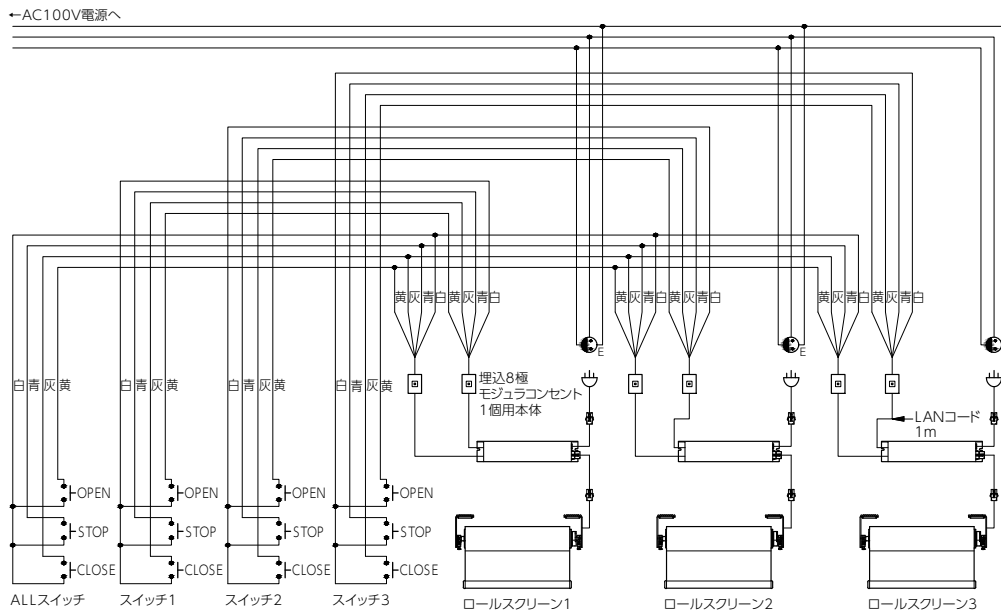 ←AC100V電源へ
黄灰青白
黄灰青白
黄灰青白
黄灰青白
黄灰青白
黄灰青白
E
E
白青灰黄
白青灰黄
白青灰黄
白青灰黄
埋込8極
モジュラコンセント
1個用本体
LANコード
1m
OPEN
OPEN
OPEN
OPEN
STOP
STOP
STOP
STOP
CLOSE
CLOSE
CLOSE
CLOSE
ALLスイッチ
スイッチ1
スイッチ2
スイッチ3
ロールスクリーン1
ロールスクリーン2
ロールスクリーン3